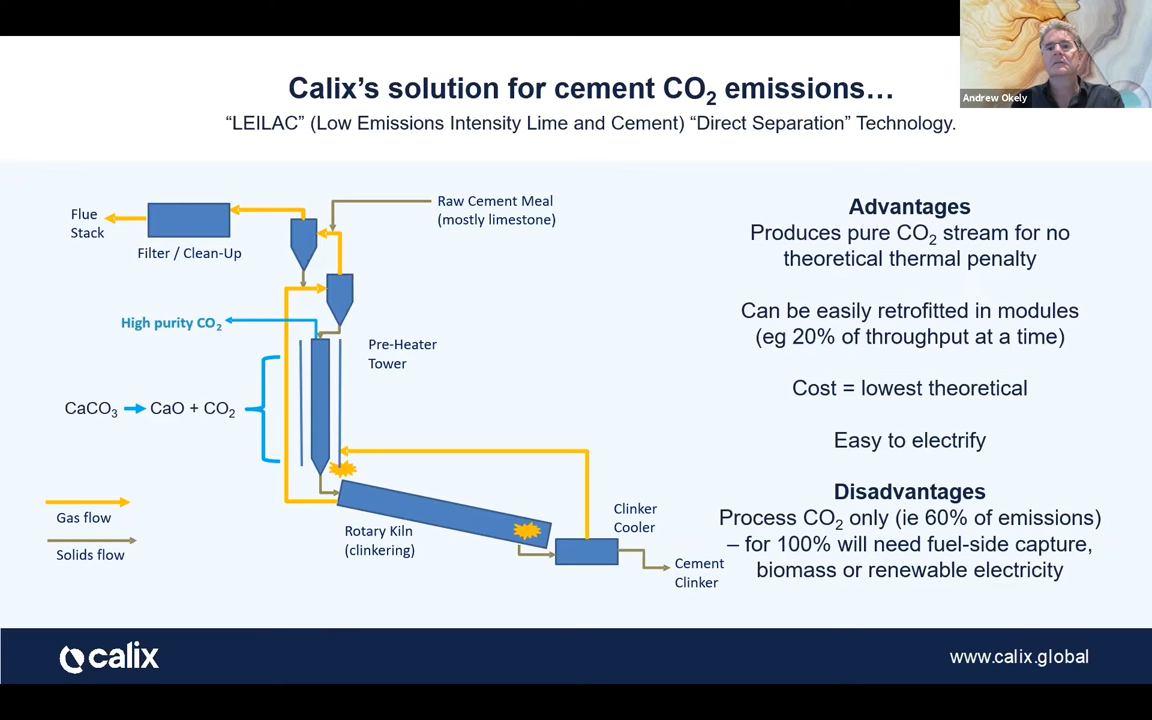 Calix's solution for cement CO₂ emissions…
"LEILAC" (Low Emissions Intensity Lime and Cement) "Direct Separation" Technology.
Andrew Okely
Flue
Stack
Filter / Clean-Up
Raw Cement Meal
(mostly limestone)
High purity CO₂
Pre-Heater
Tower
CaCO₃
CaO + CO₂
Gas flow
Solids flow
Rotary Kiln
(clinkering)
Clinker
Cooler
Cement
Clinker
Advantages
Produces pure CO₂ stream for no
theoretical thermal penalty
Can be easily retrofitted in modules
(eg 20% of throughput at a time)
Cost = lowest theoretical
Easy to electrify
Disadvantages
Process CO₂ only (ie 60% of emissions)
– for 100% will need fuel-side capture,
biomass or renewable electricity
calix
www.calix.global